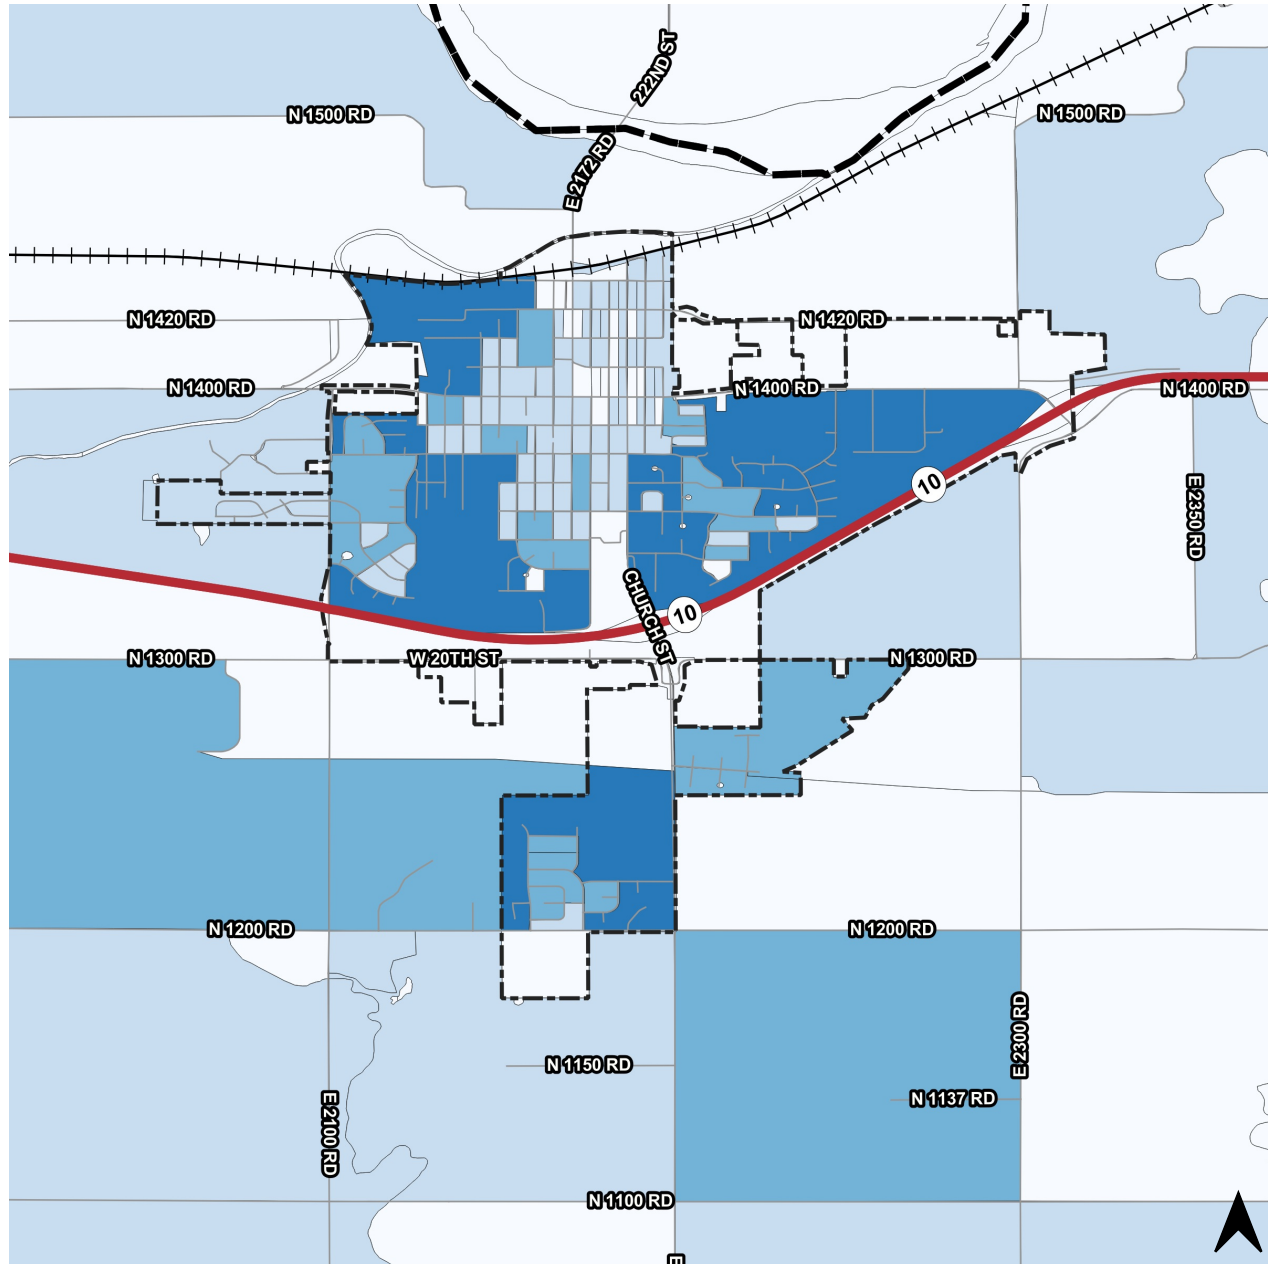 222ND ST
N 1500 RD
N 1500 RD
E 2172 RD
N 1420 RD
N 1420 RD
N 1400 RD
N 1400 RD
N 1400 RD
10
E 2350 RD
CHURCH ST
10
N 1300 RD
W 20TH ST
N 1300 RD
N 1200 RD
N 1200 RD
E 2300 RD
N 1150 RD
N 1137 RD
E 2100 RD
N 1100 RD
E